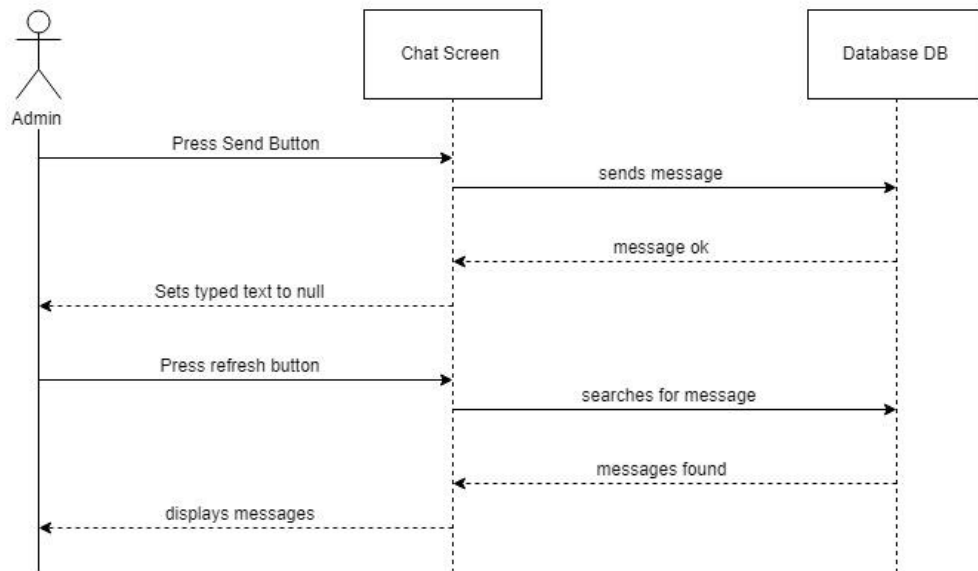 Chat Screen
Database DB
Admin
Press Send Button
sends message
message ok
Sets typed text to null
Press refresh button
searches for message
messages found
displays messages